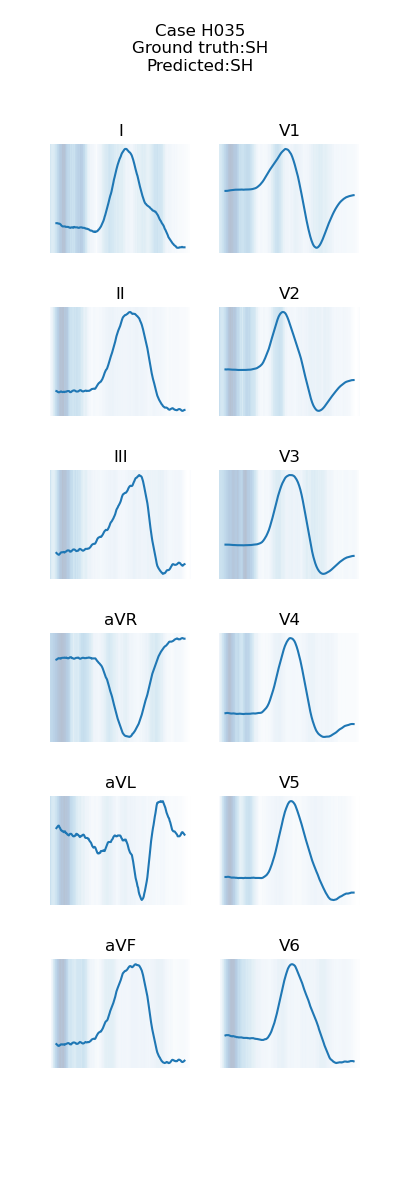 Case H035
Ground truth:SH
Predicted:SH
I
V1
II
V2
III
V3
aVR
V4
aVL
V5
aVF
V6